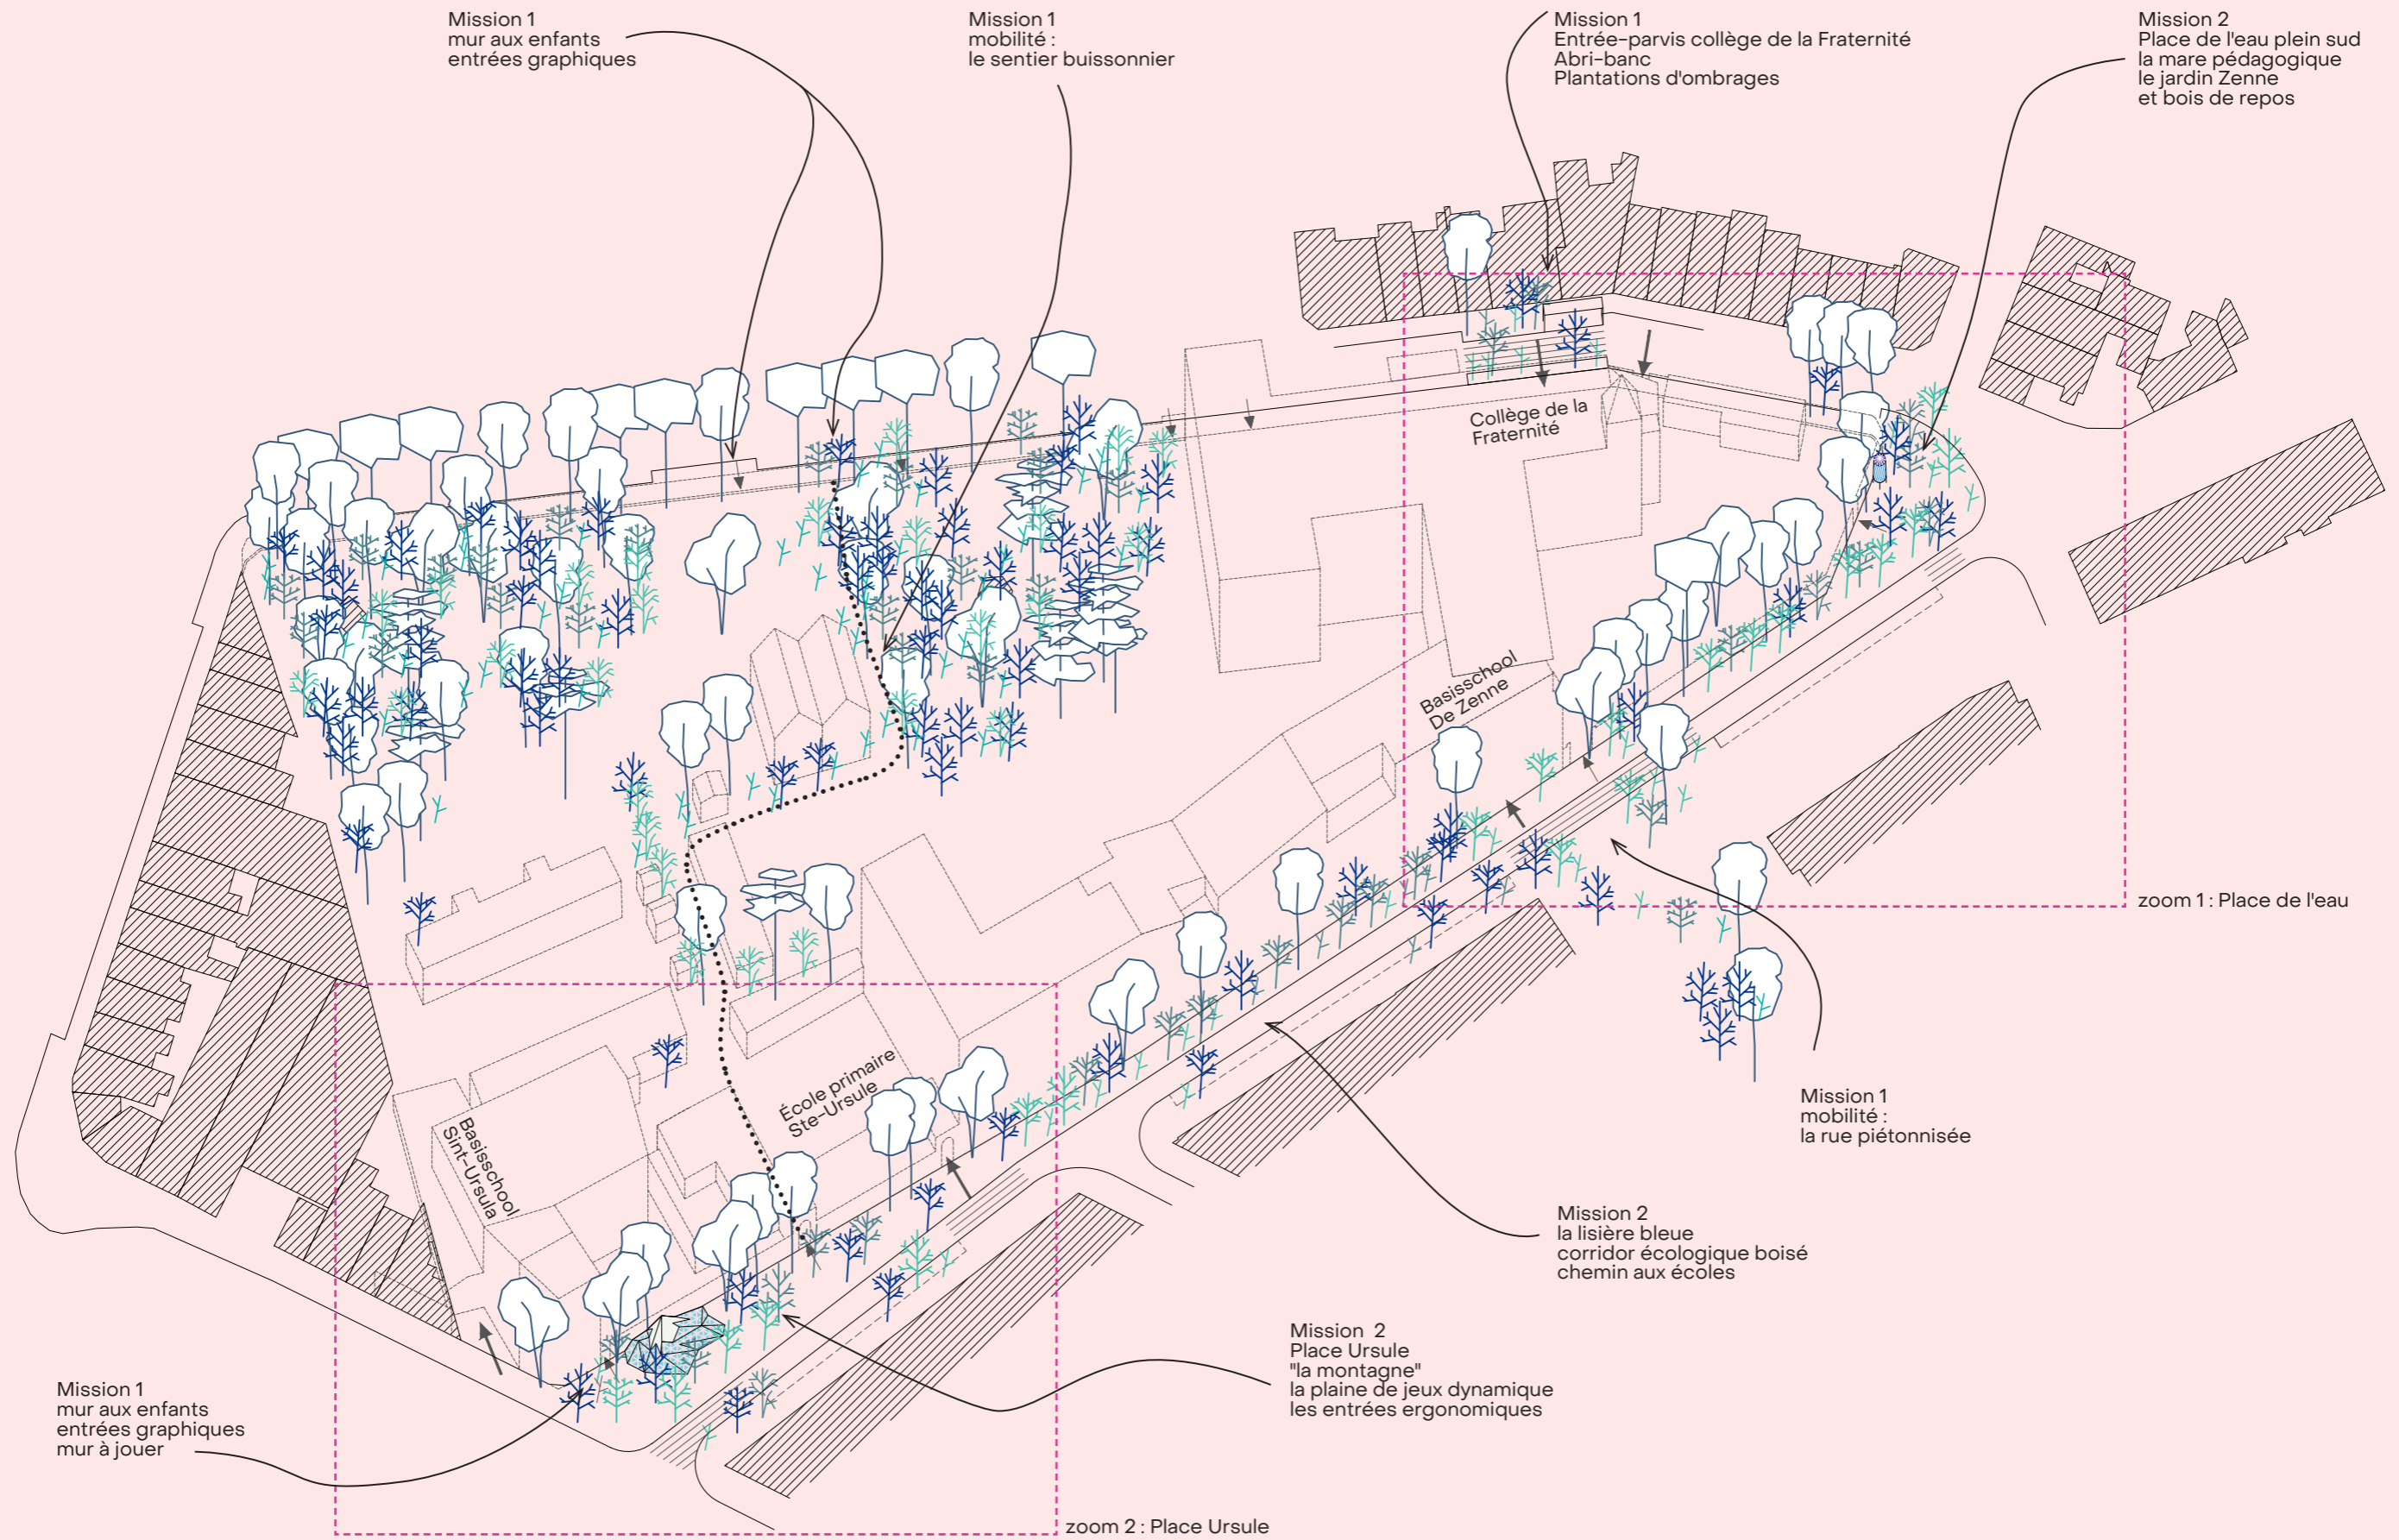 Mission 1
mur aux enfants
entrées graphiques
Mission 1
mobilité :
le sentier buissonnier
Mission 1
Entrée-parvis collège de la Fraternité
Abri-banc
Plantations d'ombrages
Mission 2
Place de l'eau plein sud
la mare pédagogique
le jardin Zenne
et bois de repos
Collège de la
Fraternité
Basisschool
De Zenne
zoom 1 : Place de l'eau
École primaire
Ste-Ursule
Basisschool
Sint-Ursula
Mission 1
mobilité :
la rue piétonnisée
Mission 2
la lisière bleue
corridor écologique boisé
chemin aux écoles
Mission 2
Place Ursule
"la montagne"
la plaine de jeux dynamique
les entrées ergonomiques
Mission 1
mur aux enfants
entrées graphiques
mur à jouer
zoom 2 : Place Ursule